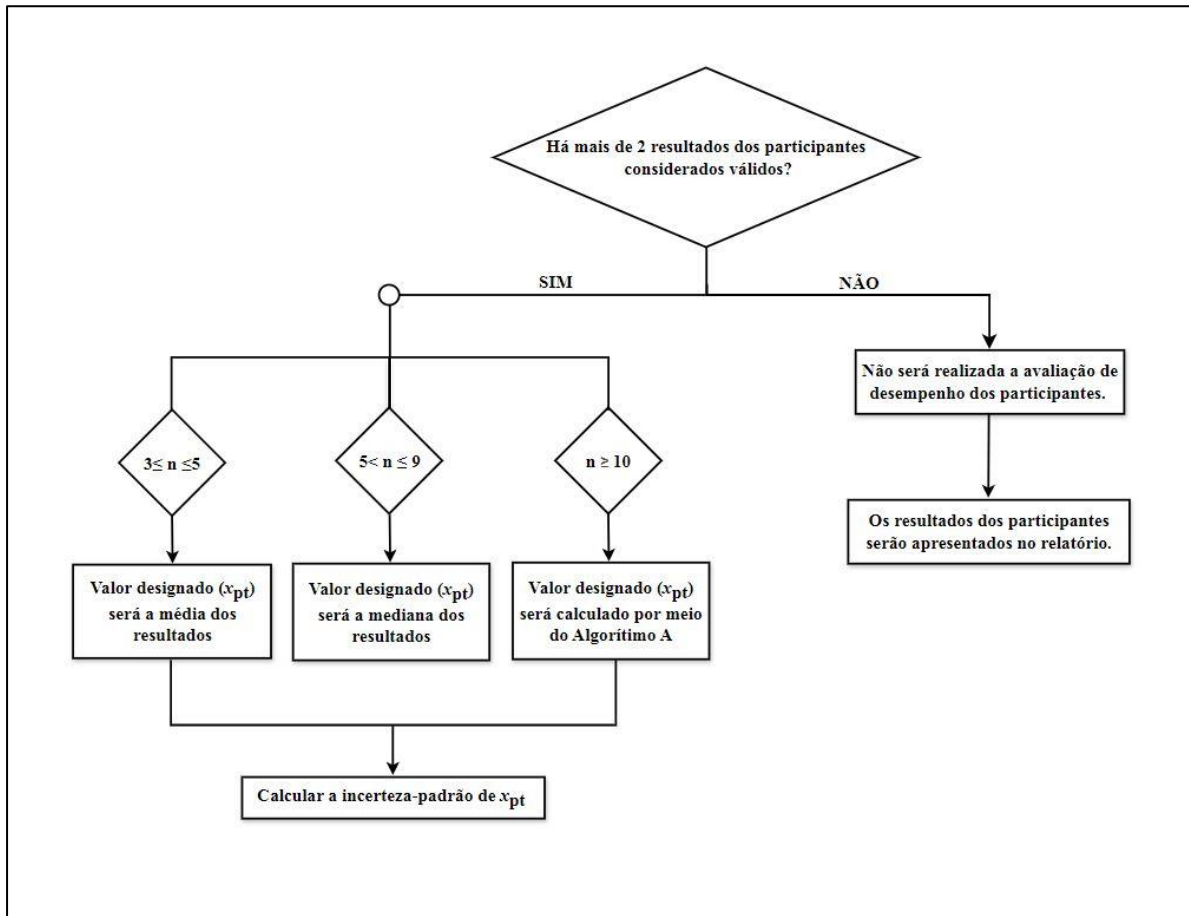 Há mais de 2 resultados dos participantes
considerados válidos?
SIM
NÃO
Não será realizada a avaliação de
desempenho dos participantes.
3≤ n ≤5
5< n ≤ 9
n ≥ 10
Os resultados dos participantes
serão apresentados no relatório.
Valor designado (xpt)
será a média dos
resultados
Valor designado (xpt)
será a mediana dos
resultados
Valor designado (xpt)
será calculado por meio
do Algorítimo A
Calcular a incerteza-padrão de xpt